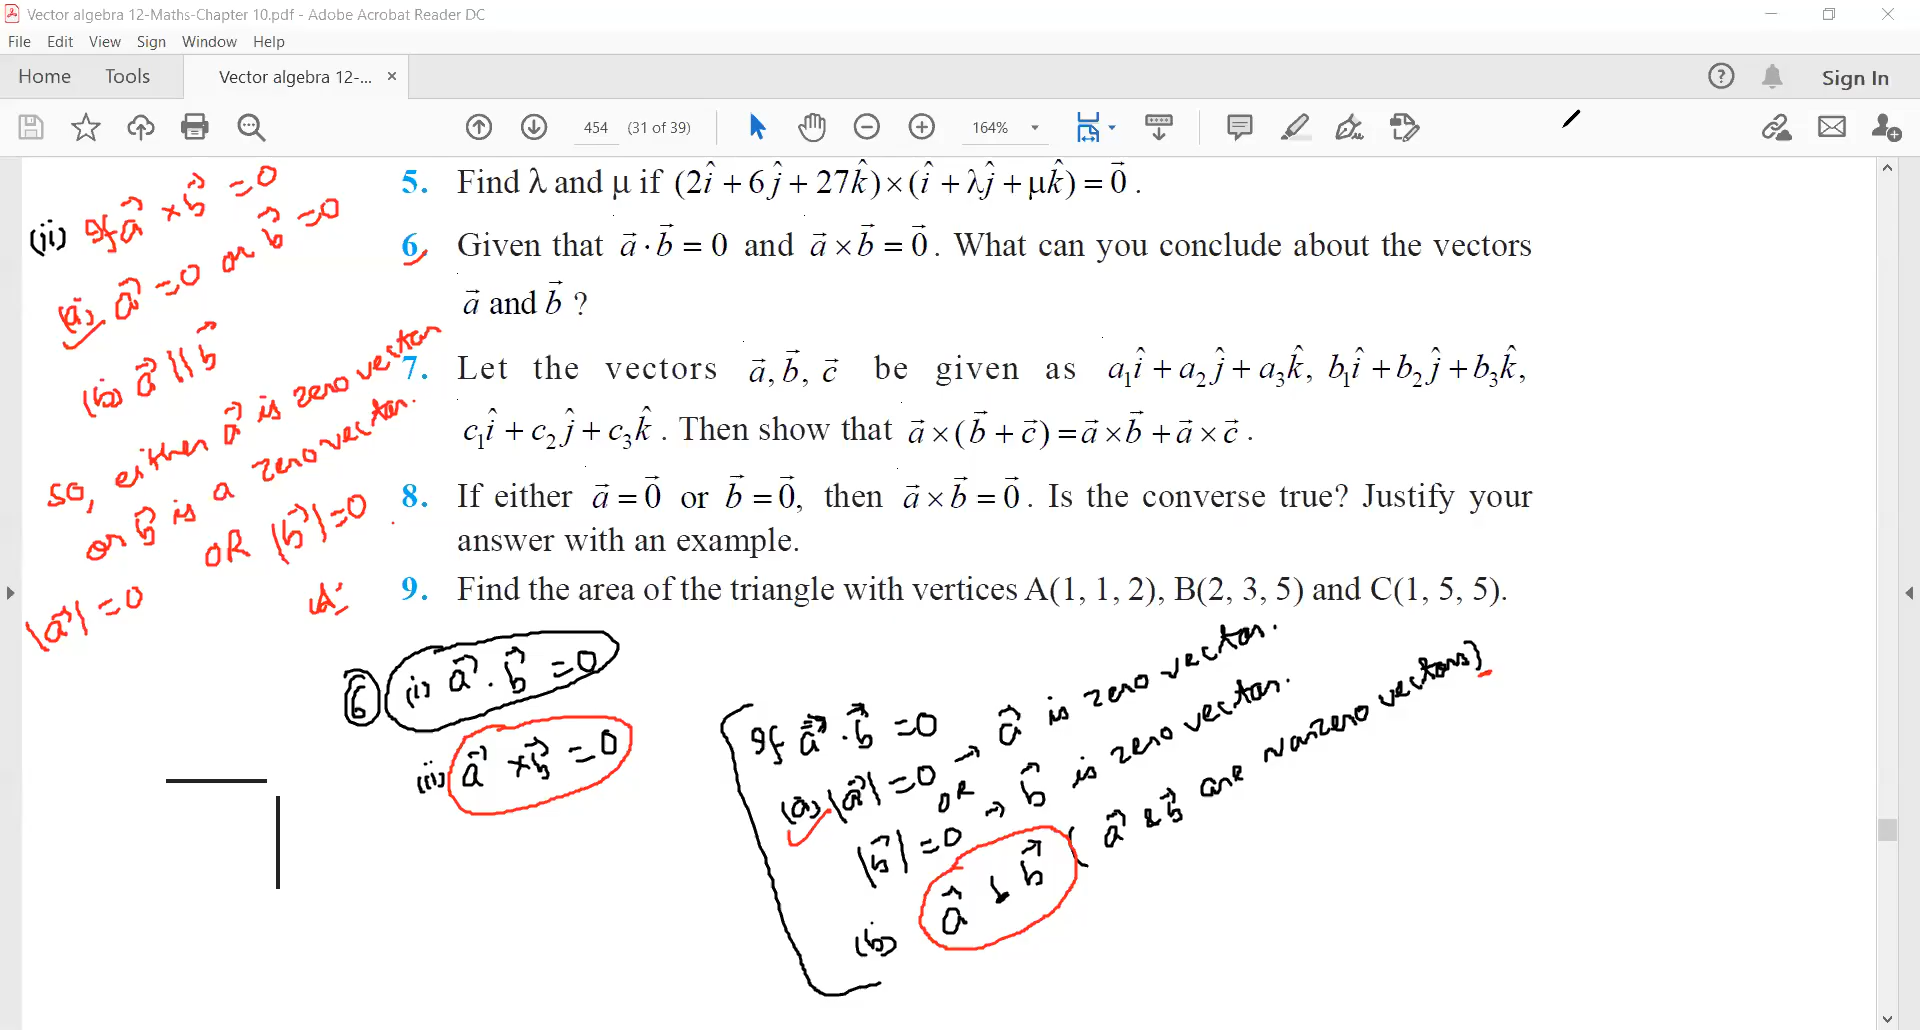 Vector algebra 12-Maths-Chapter 10.pdf - Adobe Acrobat Reader DC
File Edit View Sign Window Help
Home Tools Vector algebra 12-... × Sign In
454 (31 of 39) 164%
5. Find λ and μ if (2î + 6ĵ + 27k̂) × (î + λĵ + μk̂) = 0⃗ .
6. Given that a⃗ · b⃗ = 0 and a⃗ × b⃗ = 0⃗ . What can you conclude about the vectors
a⃗ and b⃗ ?
7. Let the vectors a⃗, b⃗, c⃗ be given as a₁î + a₂ĵ + a₃k̂, b₁î + b₂ĵ + b₃k̂,
c₁î + c₂ĵ + c₃k̂ . Then show that a⃗ × (b⃗ + c⃗) = a⃗ × b⃗ + a⃗ × c⃗ .
8. If either a⃗ = 0⃗ or b⃗ = 0⃗, then a⃗ × b⃗ = 0⃗ . Is the converse true? Justify your
answer with an example.
9. Find the area of the triangle with vertices A(1, 1, 2), B(2, 3, 5) and C(1, 5, 5).
(ii) If a⃗ × b⃗ = 0
(a) a⃗ = 0 or b⃗ = 0
(b) a⃗ || b⃗
so, either a⃗ is zero vector
or b⃗ is a zero vector.
|a⃗| = 0 OR |b⃗| = 0
6 (i) a⃗ . b⃗ = 0
(ii) a⃗ × b⃗ = 0
If a⃗ . b⃗ = 0
(a) |a⃗| = 0 → a⃗ is zero vector.
OR
|b⃗| = 0 → b⃗ is zero vector.
(b) a⃗ ⊥ b⃗ ( a⃗ & b⃗ are nonzero vectors)